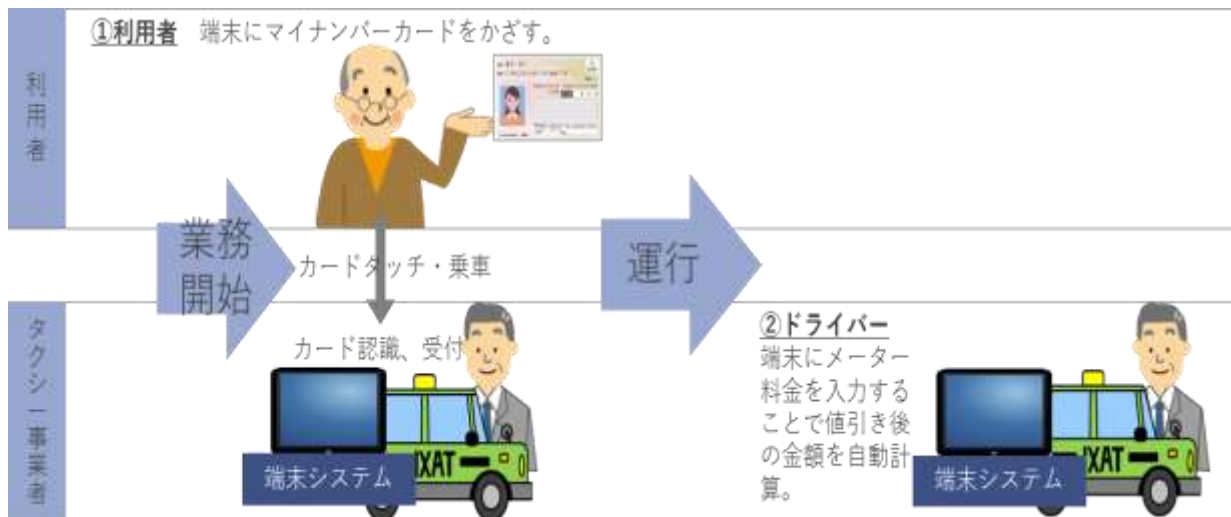 ①利用者　端末にマイナンバーカードをかざす。
利用者
業務
開始
カードタッチ・乗車
運行
タクシー事業者
カード認識、受付
端末システム
②ドライバー
端末にメーター
料金を入力する
ことで値引き後
の金額を自動計
算。
端末システム
IXAT
IXAT